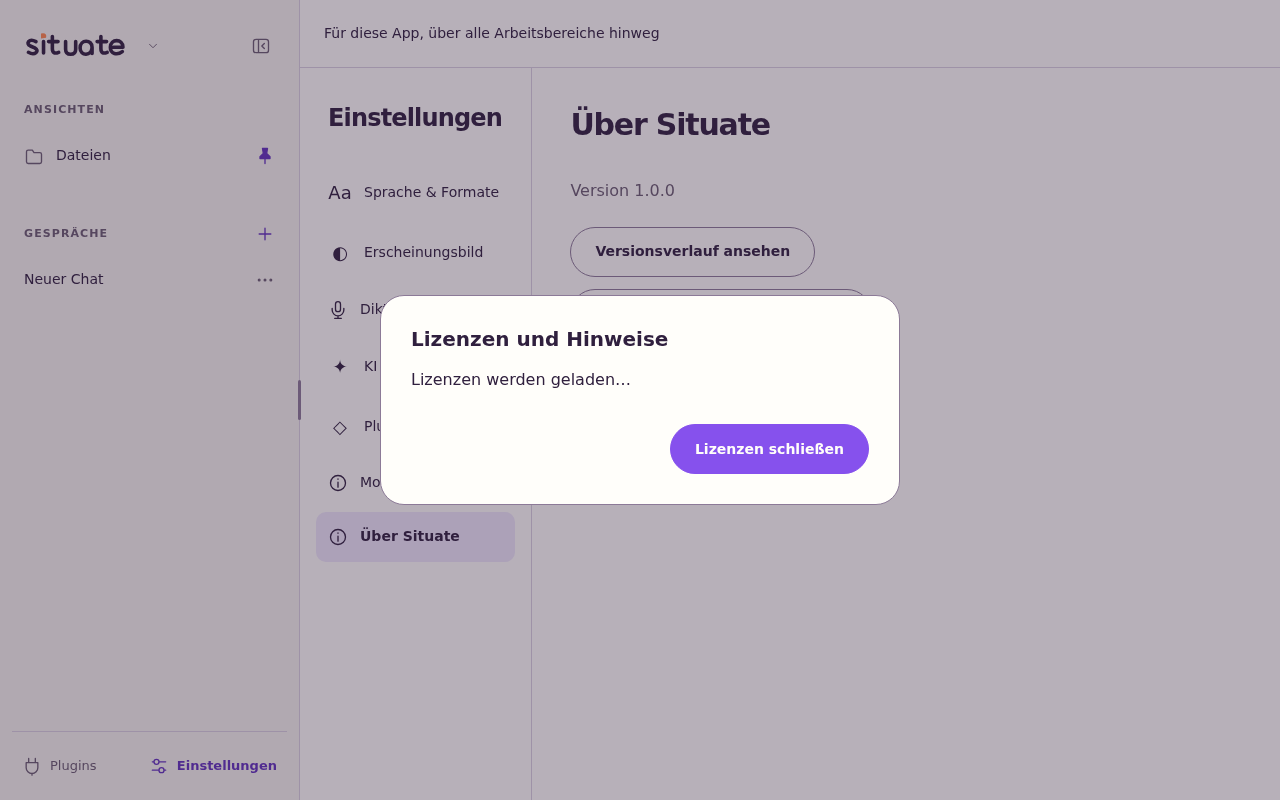 situate
ANSICHTEN
Dateien
GESPRÄCHE
Neuer Chat
Plugins
Einstellungen
Für diese App, über alle Arbeitsbereiche hinweg
Einstellungen
Aa Sprache & Formate
Erscheinungsbild
KI
Über Situate
Über Situate
Version 1.0.0
Versionsverlauf ansehen
Lizenzen und Hinweise
Lizenzen werden geladen…
Lizenzen schließen